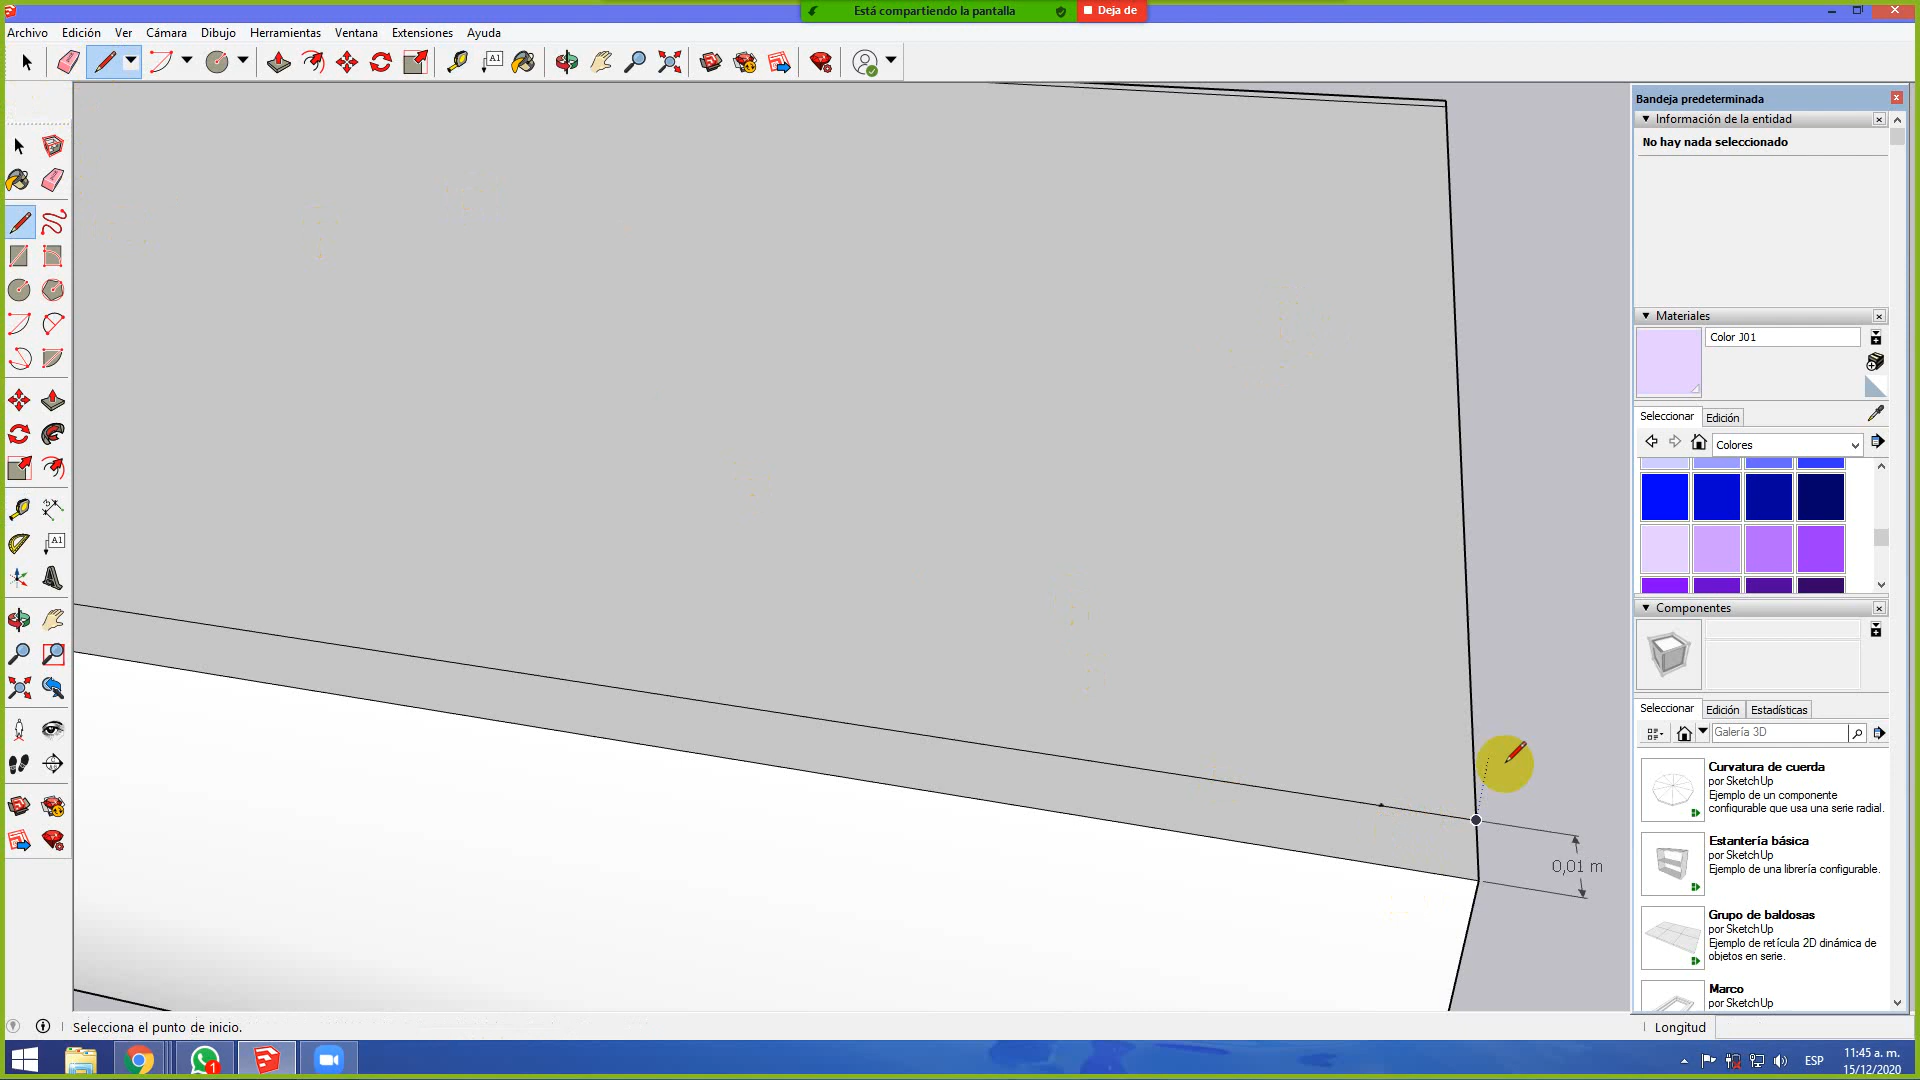 Está compartiendo la pantalla
Deja de
Archivo Edición Ver Cámara Dibujo Herramientas Ventana Extensiones Ayuda
A1
Bandeja predeterminada
Información de la entidad
No hay nada seleccionado
Materiales
Color J01
Seleccionar Edición
Colores
A1
Componentes
Seleccionar Edición Estadísticas
Galería 3D
Curvatura de cuerda
por SketchUp
Ejemplo de un componente
configurable que usa una serie radial.
Estantería básica
por SketchUp
Ejemplo de una librería configurable.
0,01 m
Grupo de baldosas
por SketchUp
Ejemplo de retícula 2D dinámica de
objetos en serie.
Marco
por SketchUp
Selecciona el punto de inicio.
Longitud
1
ESP
11:45 a. m.
15/12/2020